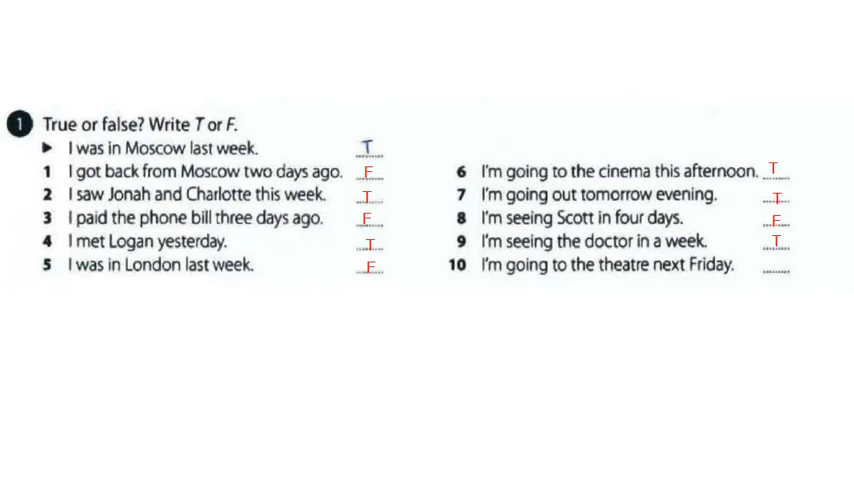 1 True or false? Write T or F.
► I was in Moscow last week. T
1 I got back from Moscow two days ago. F
2 I saw Jonah and Charlotte this week. T
3 I paid the phone bill three days ago. F
4 I met Logan yesterday. T
5 I was in London last week. F
6 I'm going to the cinema this afternoon. T
7 I'm going out tomorrow evening. T
8 I'm seeing Scott in four days. F
9 I'm seeing the doctor in a week. T
10 I'm going to the theatre next Friday. ........